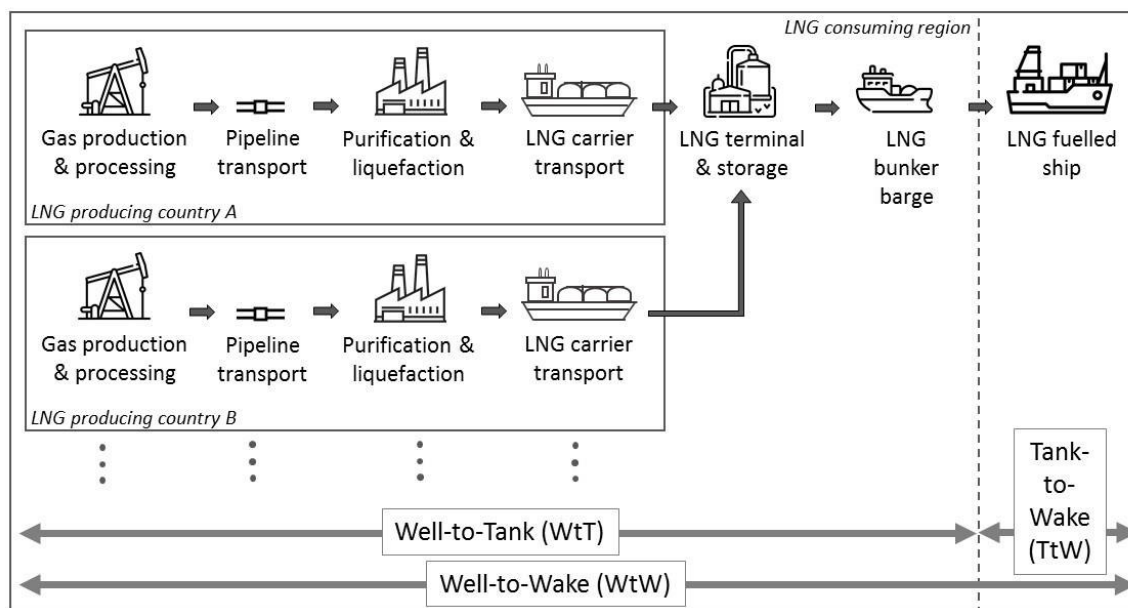 LNG consuming region
Gas production
& processing
Pipeline
transport
Purification &
liquefaction
LNG carrier
transport
LNG terminal
& storage
LNG
bunker
barge
LNG fuelled
ship
LNG producing country A
Gas production
& processing
Pipeline
transport
Purification &
liquefaction
LNG carrier
transport
LNG producing country B
Tank-
to-
Wake
(TtW)
Well-to-Tank (WtT)
Well-to-Wake (WtW)